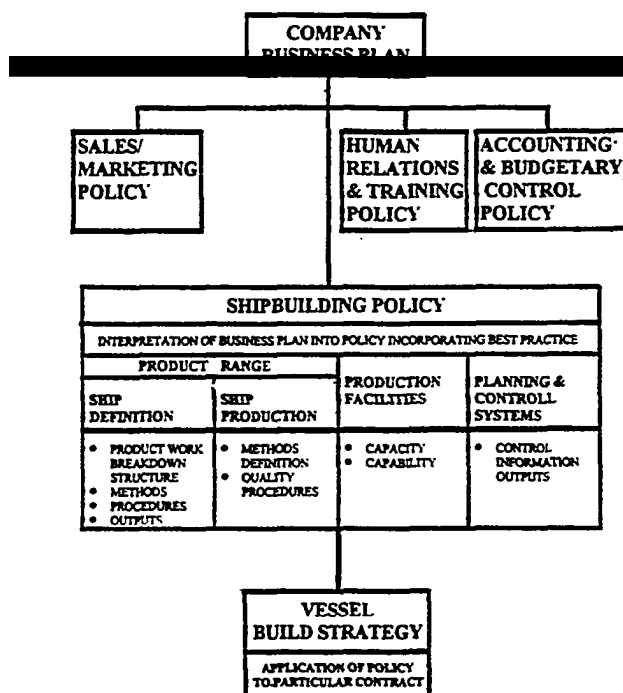 COMPANY
BUSINESS PLAN
SALES/
MARKETING
POLICY
HUMAN
RELATIONS
& TRAINING
POLICY
ACCOUNTING
& BUDGETARY
CONTROL
POLICY
SHIPBUILDING POLICY
INTERPRETATION OF BUSINESS PLAN INTO POLICY INCORPORATING BEST PRACTICE
PRODUCT RANGE
SHIP
DEFINITION
SHIP
PRODUCTION
PRODUCTION
FACILITIES
PLANNING &
CONTROLL
SYSTEMS
• PRODUCT WORK
BREAKDOWN
STRUCTURE
• METHODS
• PROCEDURES
• OUTPUTS
• METHODS
DEFINITION
• QUALITY
PROCEDURES
• CAPACITY
• CAPABILITY
• CONTROL
INFORMATION
OUTPUTS
VESSEL
BUILD STRATEGY
APPLICATION OF POLICY
TO PARTICULAR CONTRACT